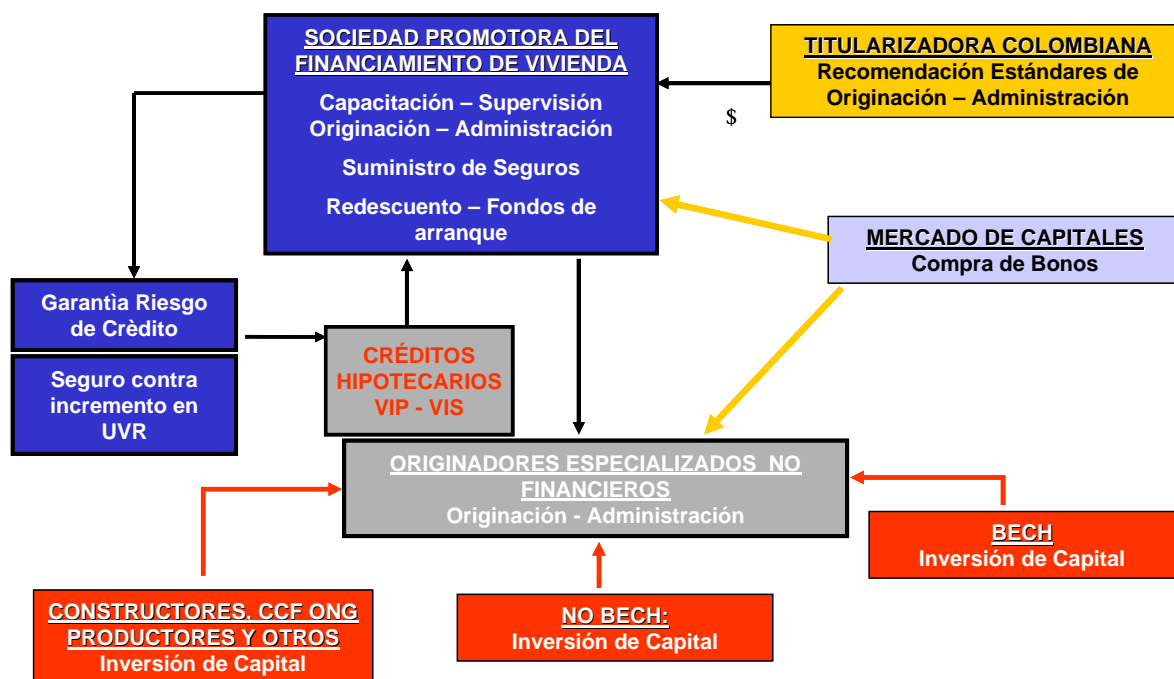 SOCIEDAD PROMOTORA DEL
FINANCIAMIENTO DE VIVIENDA
Capacitación – Supervisión
Originación – Administración
Suministro de Seguros
Redescuento – Fondos de
arranque
TITULARIZADORA COLOMBIANA
Recomendación Estándares de
Originación – Administración
$
MERCADO DE CAPITALES
Compra de Bonos
Garantìa Riesgo
de Crèdito
Seguro contra
incremento en
UVR
CRÉDITOS
HIPOTECARIOS
VIP - VIS
ORIGINADORES ESPECIALIZADOS NO
FINANCIEROS
Originación - Administración
BECH
Inversión de Capital
CONSTRUCTORES, CCF ONG
PRODUCTORES Y OTROS
Inversión de Capital
NO BECH:
Inversión de Capital